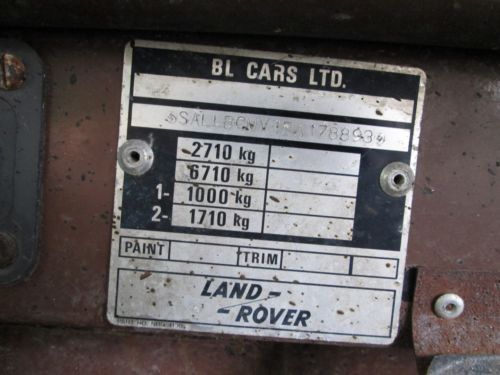 BL CARS LTD.
2710 kg
6710 kg
1- 1000 kg
2- 1710 kg
PAINT TRIM
LAND-
-ROVER